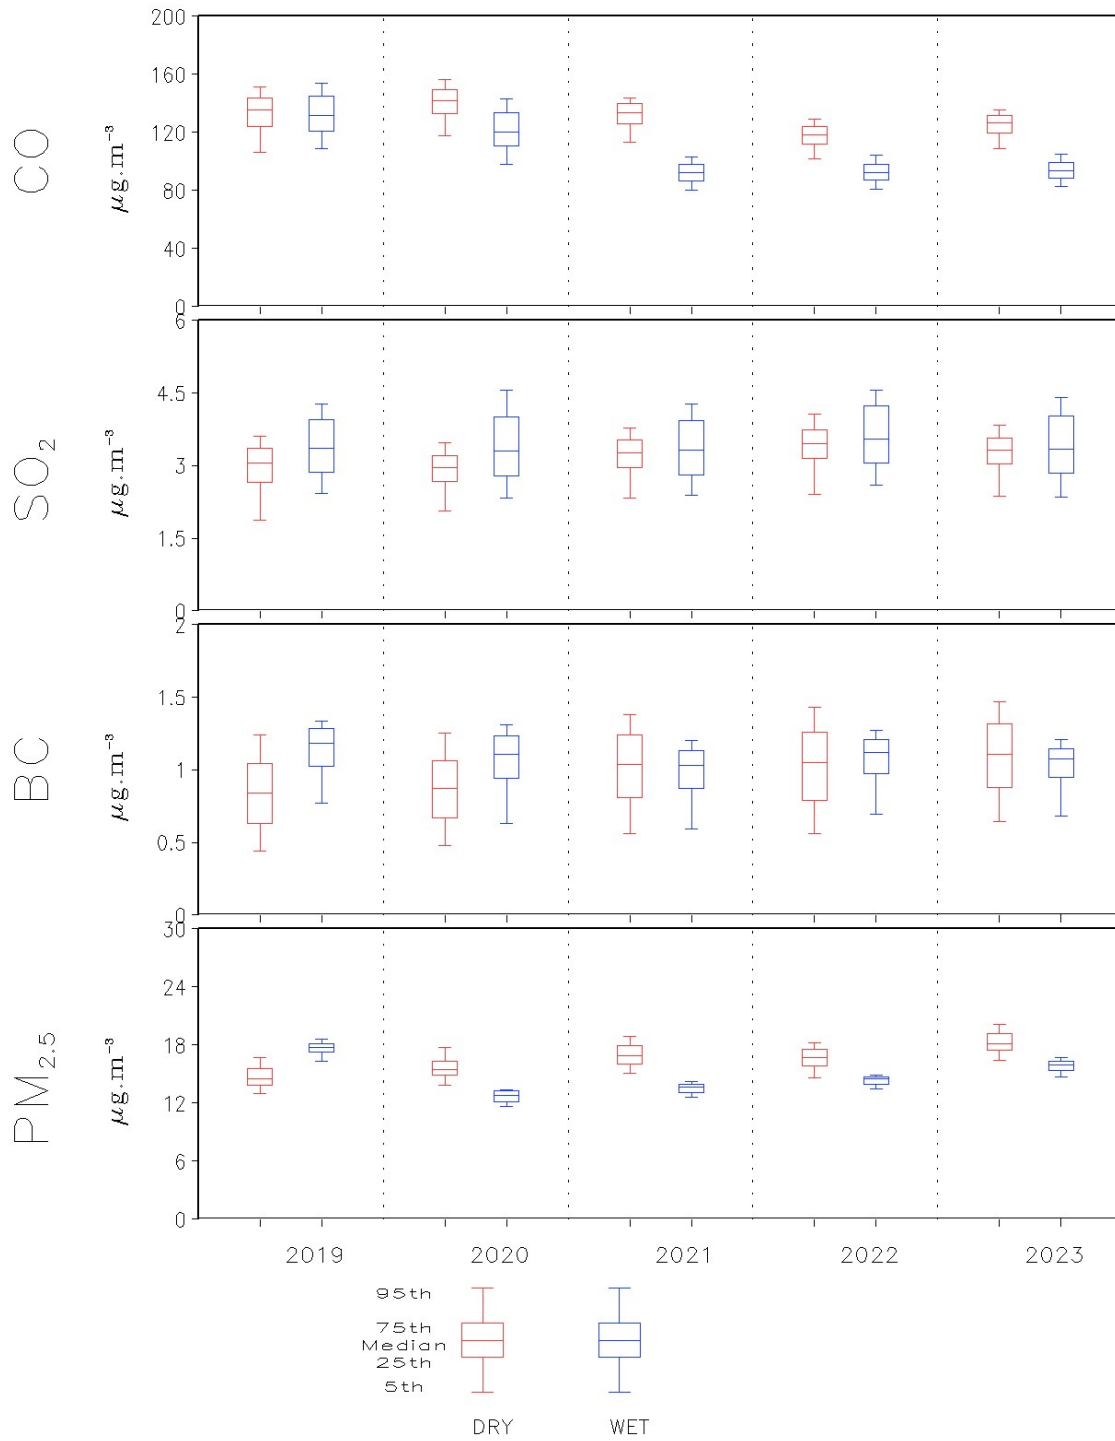 CO
μg.m⁻³
200
160
120
80
40
0
SO₂
μg.m⁻³
6
4.5
3
1.5
0
BC
μg.m⁻³
2
1.5
1
0.5
0
PM₂.₅
μg.m⁻³
30
24
18
12
6
0
2019 2020 2021 2022 2023
95th
75th
Median
25th
5th
DRY WET